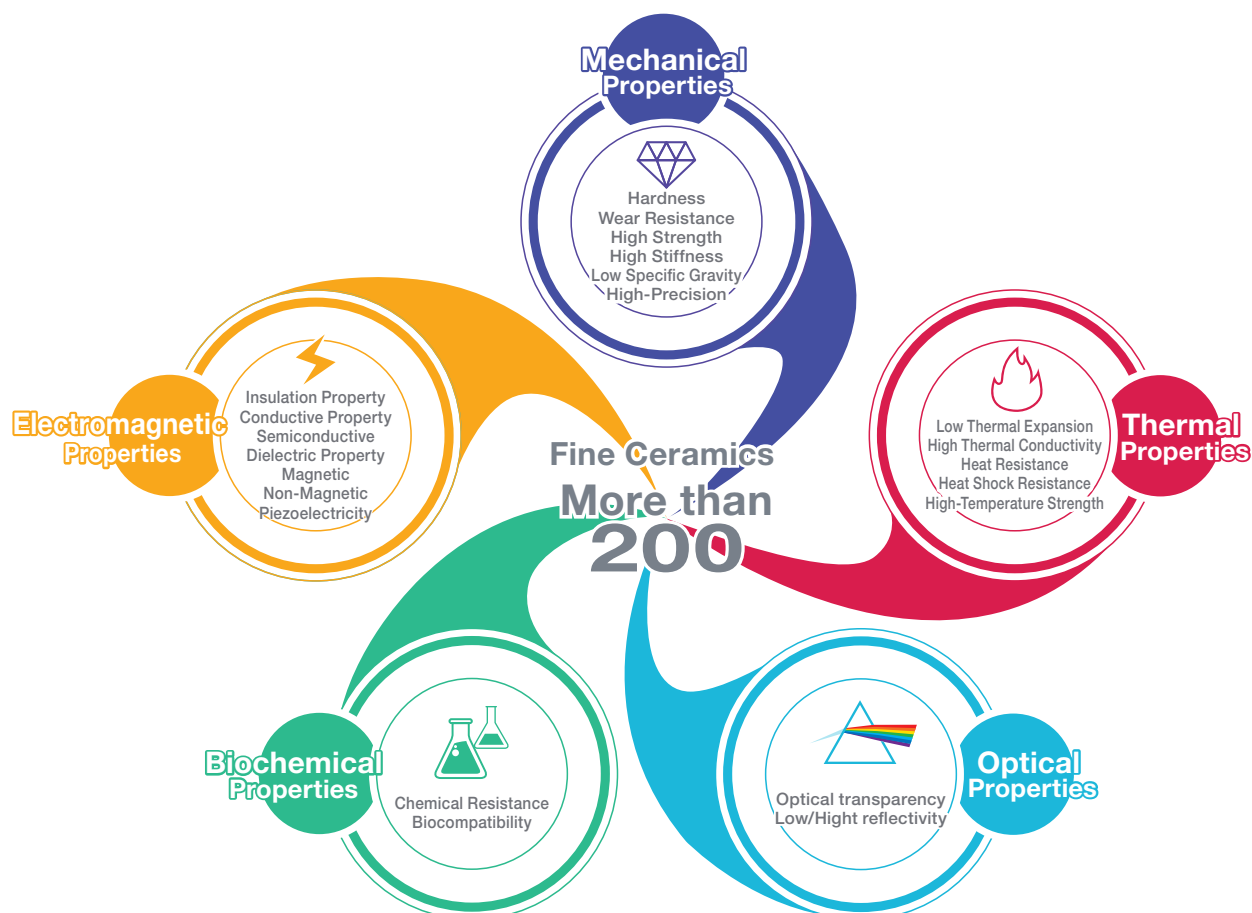 Mechanical
Properties
Hardness
Wear Resistance
High Strength
High Stiffness
Low Specific Gravity
High-Precision
Electromagnetic
Properties
Insulation Property
Conductive Property
Semiconductive
Dielectric Property
Magnetic
Non-Magnetic
Piezoelectricity
Fine Ceramics
More than
200
Thermal
Properties
Low Thermal Expansion
High Thermal Conductivity
Heat Resistance
Heat Shock Resistance
High-Temperature Strength
Biochemical
Properties
Chemical Resistance
Biocompatibility
Optical
Properties
Optical transparency
Low/Hight reflectivity